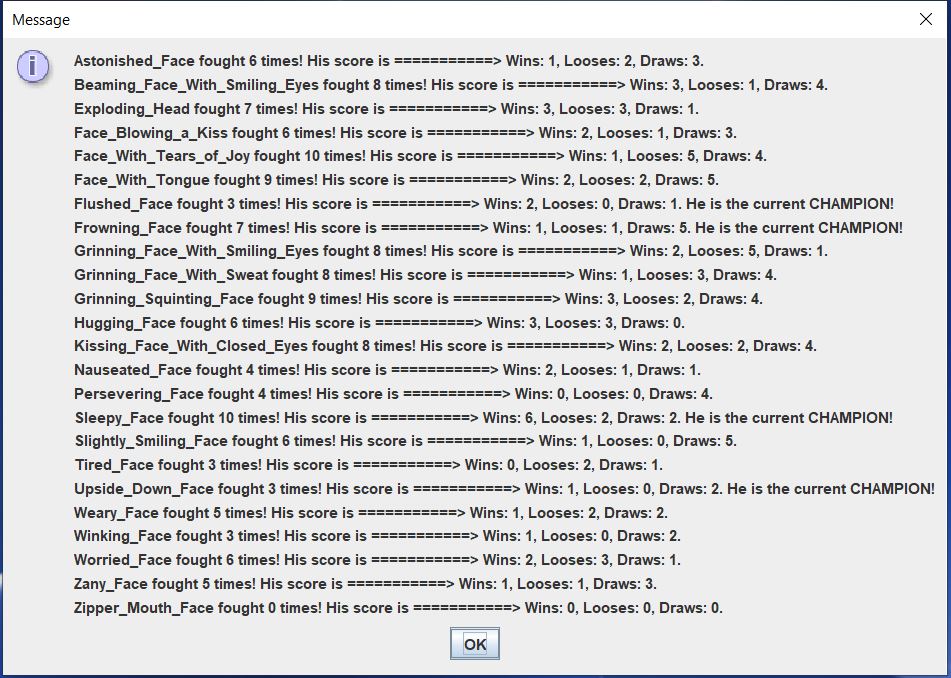 Message
Astonished_Face fought 6 times! His score is ===========> Wins: 1, Looses: 2, Draws: 3.
Beaming_Face_With_Smiling_Eyes fought 8 times! His score is ===========> Wins: 3, Looses: 1, Draws: 4.
Exploding_Head fought 7 times! His score is ===========> Wins: 3, Looses: 3, Draws: 1.
Face_Blowing_a_Kiss fought 6 times! His score is ===========> Wins: 2, Looses: 1, Draws: 3.
Face_With_Tears_of_Joy fought 10 times! His score is ===========> Wins: 1, Looses: 5, Draws: 4.
Face_With_Tongue fought 9 times! His score is ===========> Wins: 2, Looses: 2, Draws: 5.
Flushed_Face fought 3 times! His score is ===========> Wins: 2, Looses: 0, Draws: 1. He is the current CHAMPION!
Frowning_Face fought 7 times! His score is ===========> Wins: 1, Looses: 1, Draws: 5. He is the current CHAMPION!
Grinning_Face_With_Smiling_Eyes fought 8 times! His score is ===========> Wins: 2, Looses: 5, Draws: 1.
Grinning_Face_With_Sweat fought 8 times! His score is ===========> Wins: 1, Looses: 3, Draws: 4.
Grinning_Squinting_Face fought 9 times! His score is ===========> Wins: 3, Looses: 2, Draws: 4.
Hugging_Face fought 6 times! His score is ===========> Wins: 3, Looses: 3, Draws: 0.
Kissing_Face_With_Closed_Eyes fought 8 times! His score is ===========> Wins: 2, Looses: 2, Draws: 4.
Nauseated_Face fought 4 times! His score is ===========> Wins: 2, Looses: 1, Draws: 1.
Persevering_Face fought 4 times! His score is ===========> Wins: 0, Looses: 0, Draws: 4.
Sleepy_Face fought 10 times! His score is ===========> Wins: 6, Looses: 2, Draws: 2. He is the current CHAMPION!
Slightly_Smiling_Face fought 6 times! His score is ===========> Wins: 1, Looses: 0, Draws: 5.
Tired_Face fought 3 times! His score is ===========> Wins: 0, Looses: 2, Draws: 1.
Upside_Down_Face fought 3 times! His score is ===========> Wins: 1, Looses: 0, Draws: 2. He is the current CHAMPION!
Weary_Face fought 5 times! His score is ===========> Wins: 1, Looses: 2, Draws: 2.
Winking_Face fought 3 times! His score is ===========> Wins: 1, Looses: 0, Draws: 2.
Worried_Face fought 6 times! His score is ===========> Wins: 2, Looses: 3, Draws: 1.
Zany_Face fought 5 times! His score is ===========> Wins: 1, Looses: 1, Draws: 3.
Zipper_Mouth_Face fought 0 times! His score is ===========> Wins: 0, Looses: 0, Draws: 0.
OK